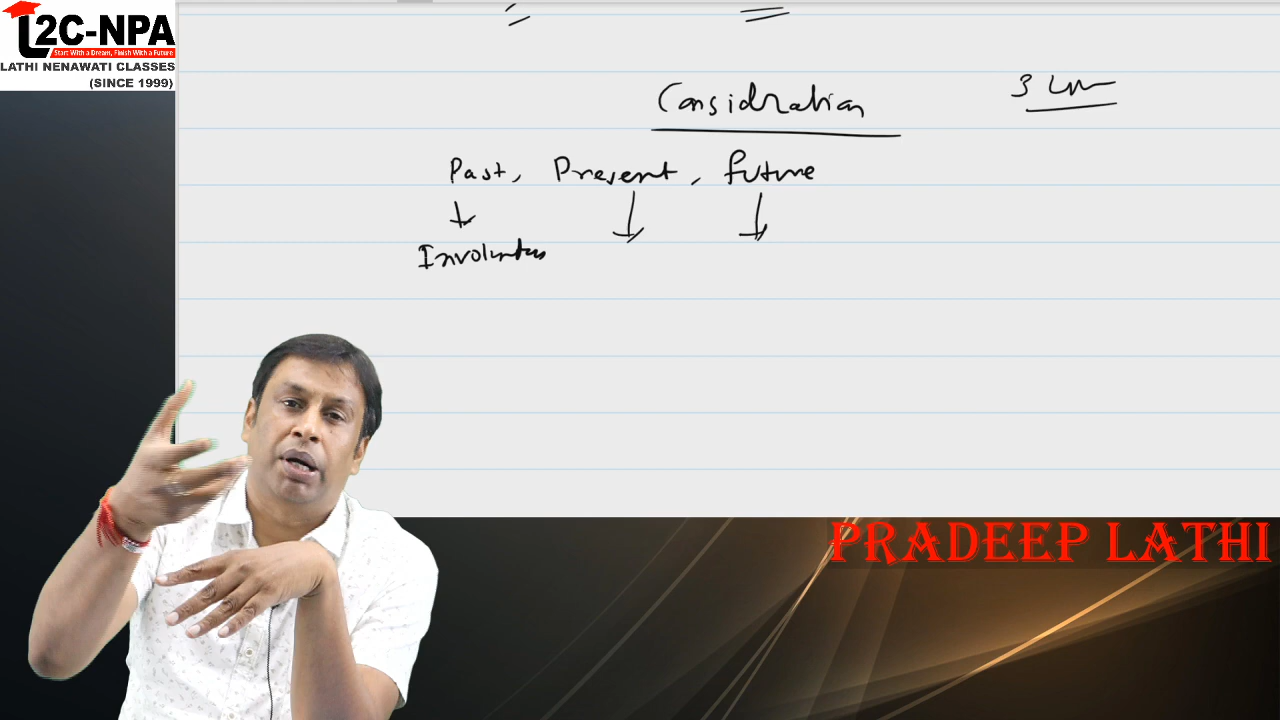 L2C-NPA
Start With a Dream, Finish With a Future
LATHI NENAWATI CLASSES
(SINCE 1999)
Considration
Past, Present, future
PRADEEP LATHI